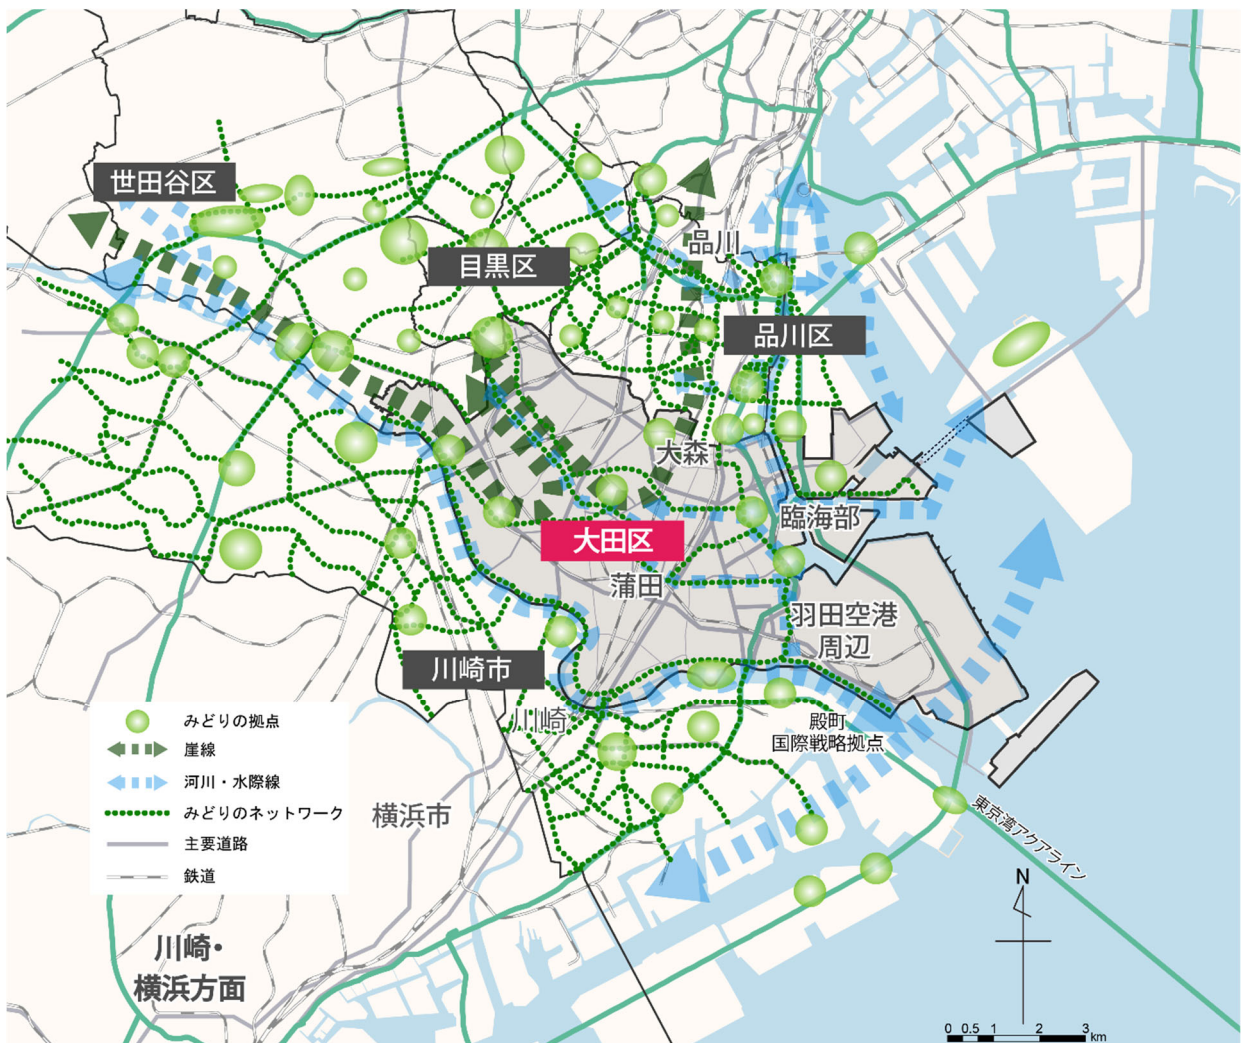 世田谷区
目黒区
品川
品川区
大森
臨海部
大田区
蒲田
羽田空港
周辺
川崎市
川崎
殿町
国際戦略拠点
東京湾アクアライン
横浜市
川崎・
横浜方面
みどりの拠点
崖線
河川・水際線
みどりのネットワーク
主要道路
鉄道
N
0 0.5 1 2 3
km